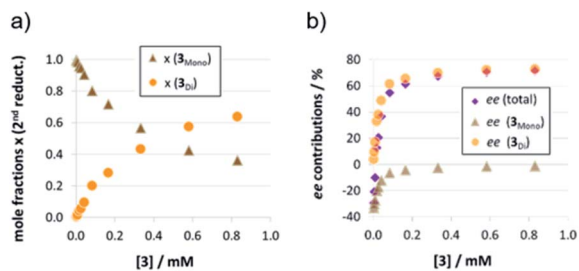 a)
mole fractions x (2nd reduct.)
1.0
0.8
0.6
0.4
0.2
0.0
x (3Mono)
x (3Di)
0.0 0.2 0.4 0.6 0.8 1.0
[3] / mM
b)
ee contributions / %
80
60
40
20
0
-20
-40
ee (total)
ee (3Mono)
ee (3Di)
0.0 0.2 0.4 0.6 0.8 1.0
[3] / mM